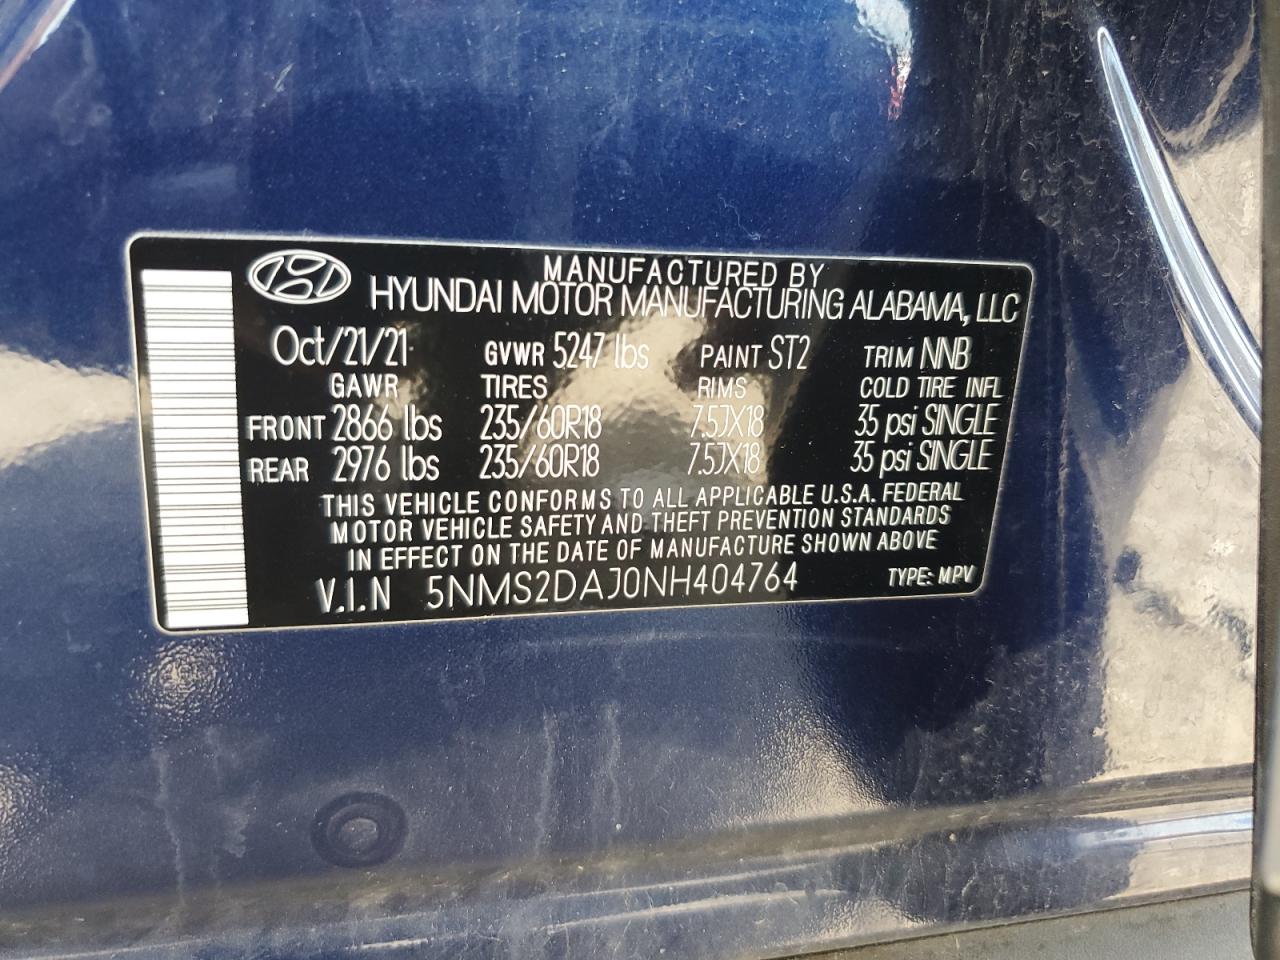 MANUFACTURED BY
HYUNDAI MOTOR MANUFACTURING ALABAMA, LLC
Oct/21/21 GVWR 5247 lbs PAINT ST2 TRIM NNB
GAWR TIRES RIMS COLD TIRE INFL
FRONT 2866 lbs 235/60R18 7.5JX18 35 psi SINGLE
REAR 2976 lbs 235/60R18 7.5JX18 35 psi SINGLE
THIS VEHICLE CONFORMS TO ALL APPLICABLE U.S.A. FEDERAL
MOTOR VEHICLE SAFETY AND THEFT PREVENTION STANDARDS
IN EFFECT ON THE DATE OF MANUFACTURE SHOWN ABOVE
V.I.N 5NMS2DAJ0NH404764 TYPE: MPV